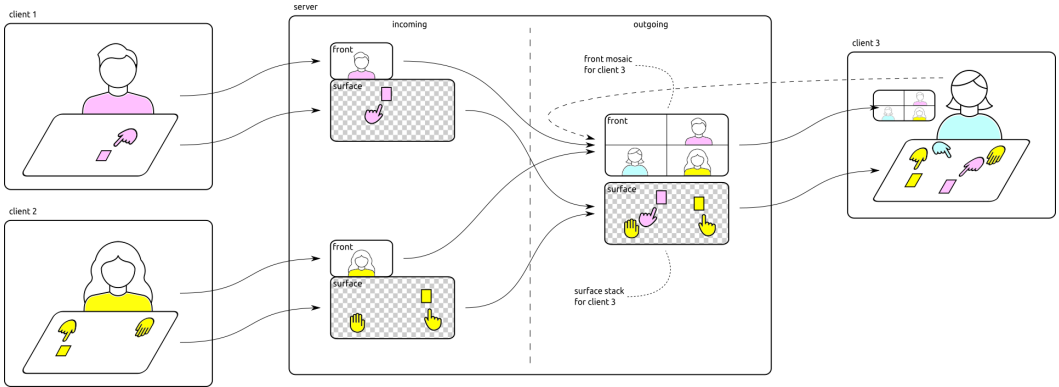 client 1
server
incoming
outgoing
front
surface
front mosaic
for client 3
client 3
front
surface
client 2
front
surface
surface stack
for client 3